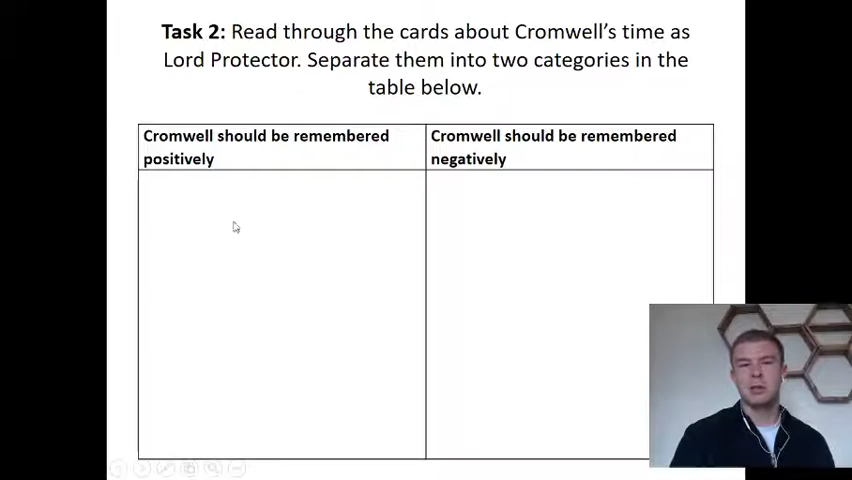 Task 2: Read through the cards about Cromwell's time as
Lord Protector. Separate them into two categories in the
table below.
Cromwell should be remembered
positively
Cromwell should be remembered
negatively